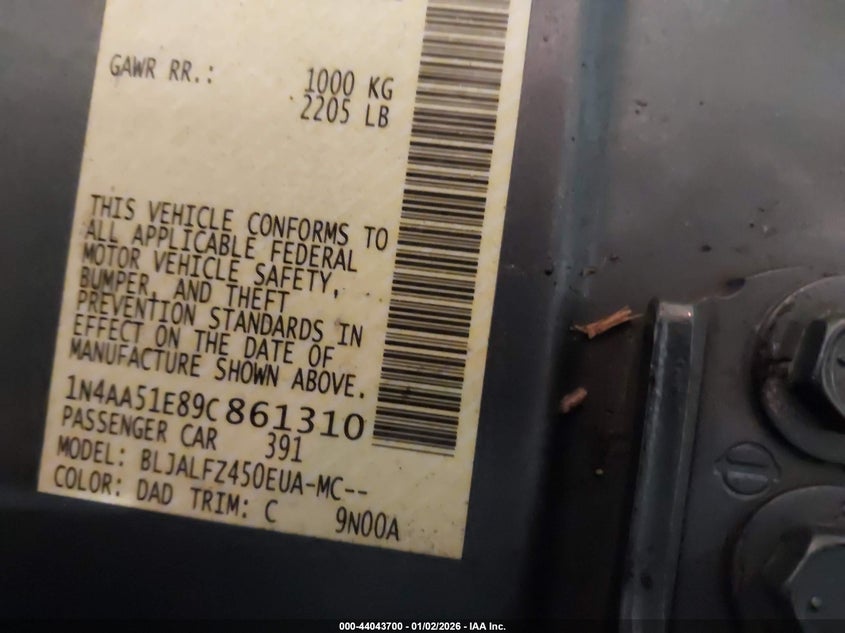 GAWR RR.: 1000 KG
2205 LB
THIS VEHICLE CONFORMS TO
ALL APPLICABLE FEDERAL
MOTOR VEHICLE SAFETY,
BUMPER, AND THEFT
PREVENTION STANDARDS IN
EFFECT ON THE DATE OF
MANUFACTURE SHOWN ABOVE.
1N4AA51E89C861310
PASSENGER CAR 391
MODEL: BLJALFZ450EUA-MC--
COLOR: DAD TRIM: C 9N00A
000-44043700 - 01/02/2026 - IAA Inc.